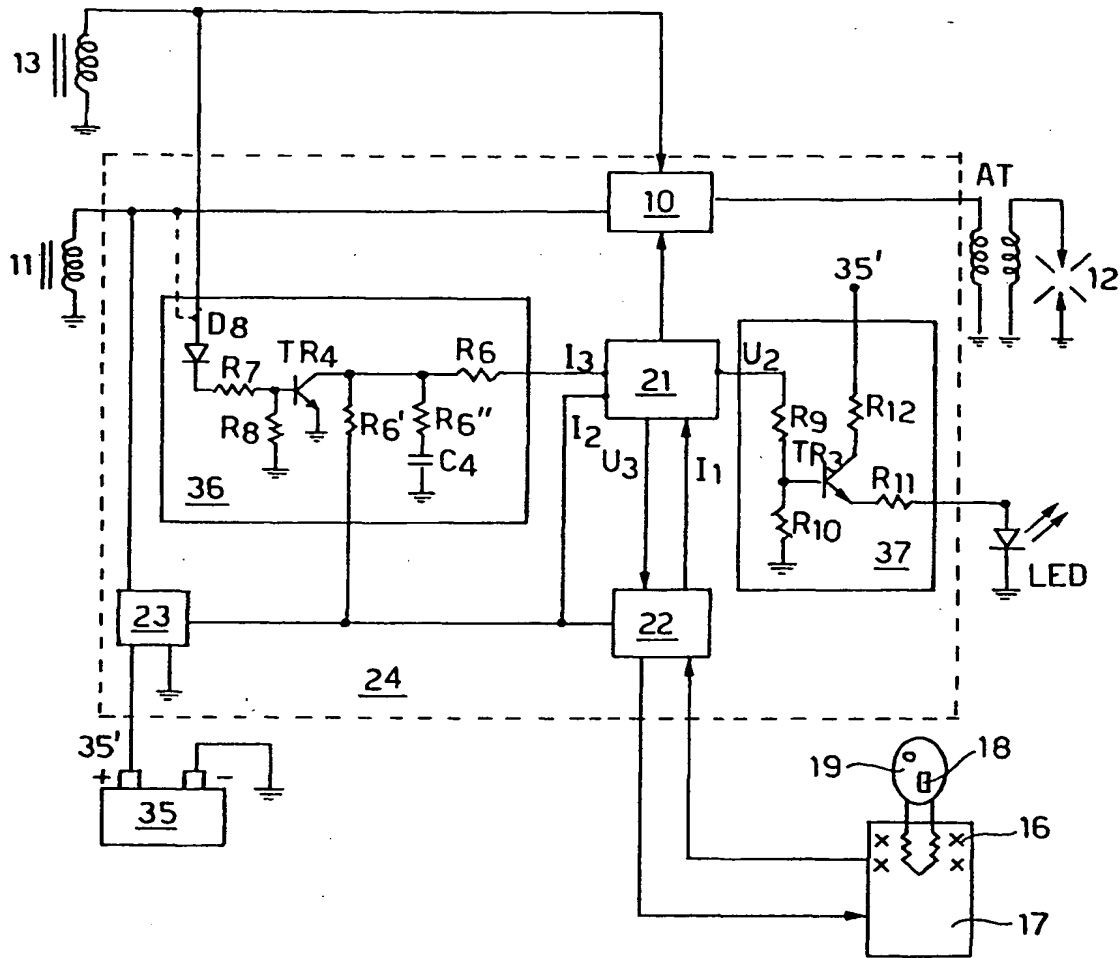 13
AT
10
11
12
35'
D8
TR4
R6
I3
21
U2
R7
R12
R9
R8
R6'
R6''
I2
TR3
C4
U3
I1
R11
36
R10
37
LED
23
22
24
35'
18
19
+
-
35
16
17